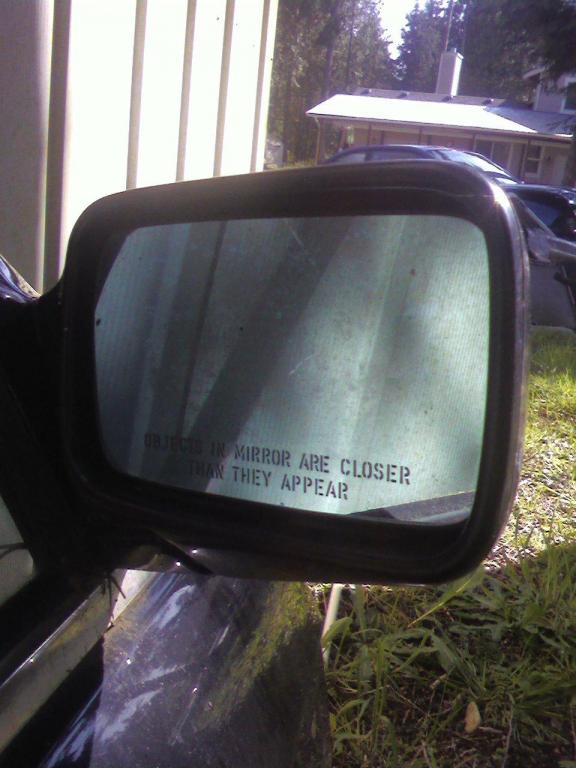 OBJECTS IN MIRROR ARE CLOSER
THAN THEY APPEAR